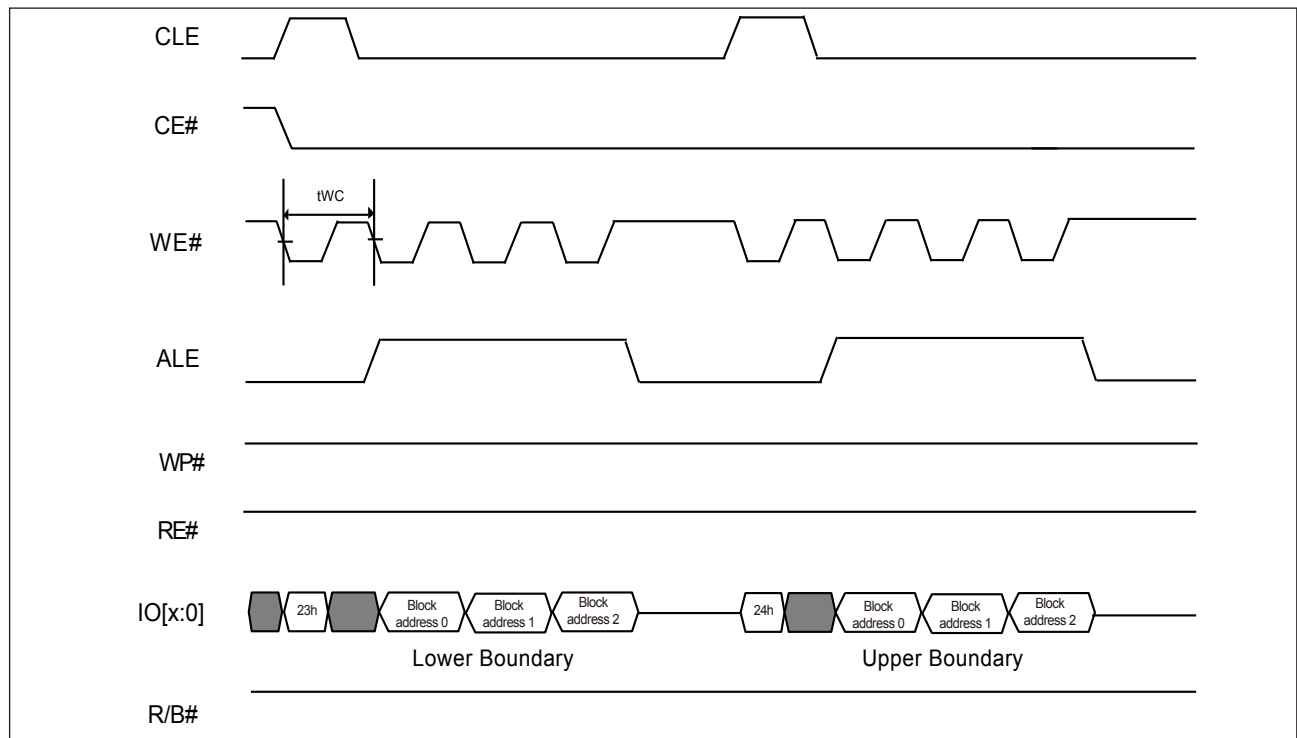 CLE
CE#
tWC
WE#
ALE
WP#
RE#
IO[x:0]
23h
Block
address 0
Block
address 1
Block
address 2
24h
Block
address 0
Block
address 1
Block
address 2
Lower Boundary
Upper Boundary
R/B#